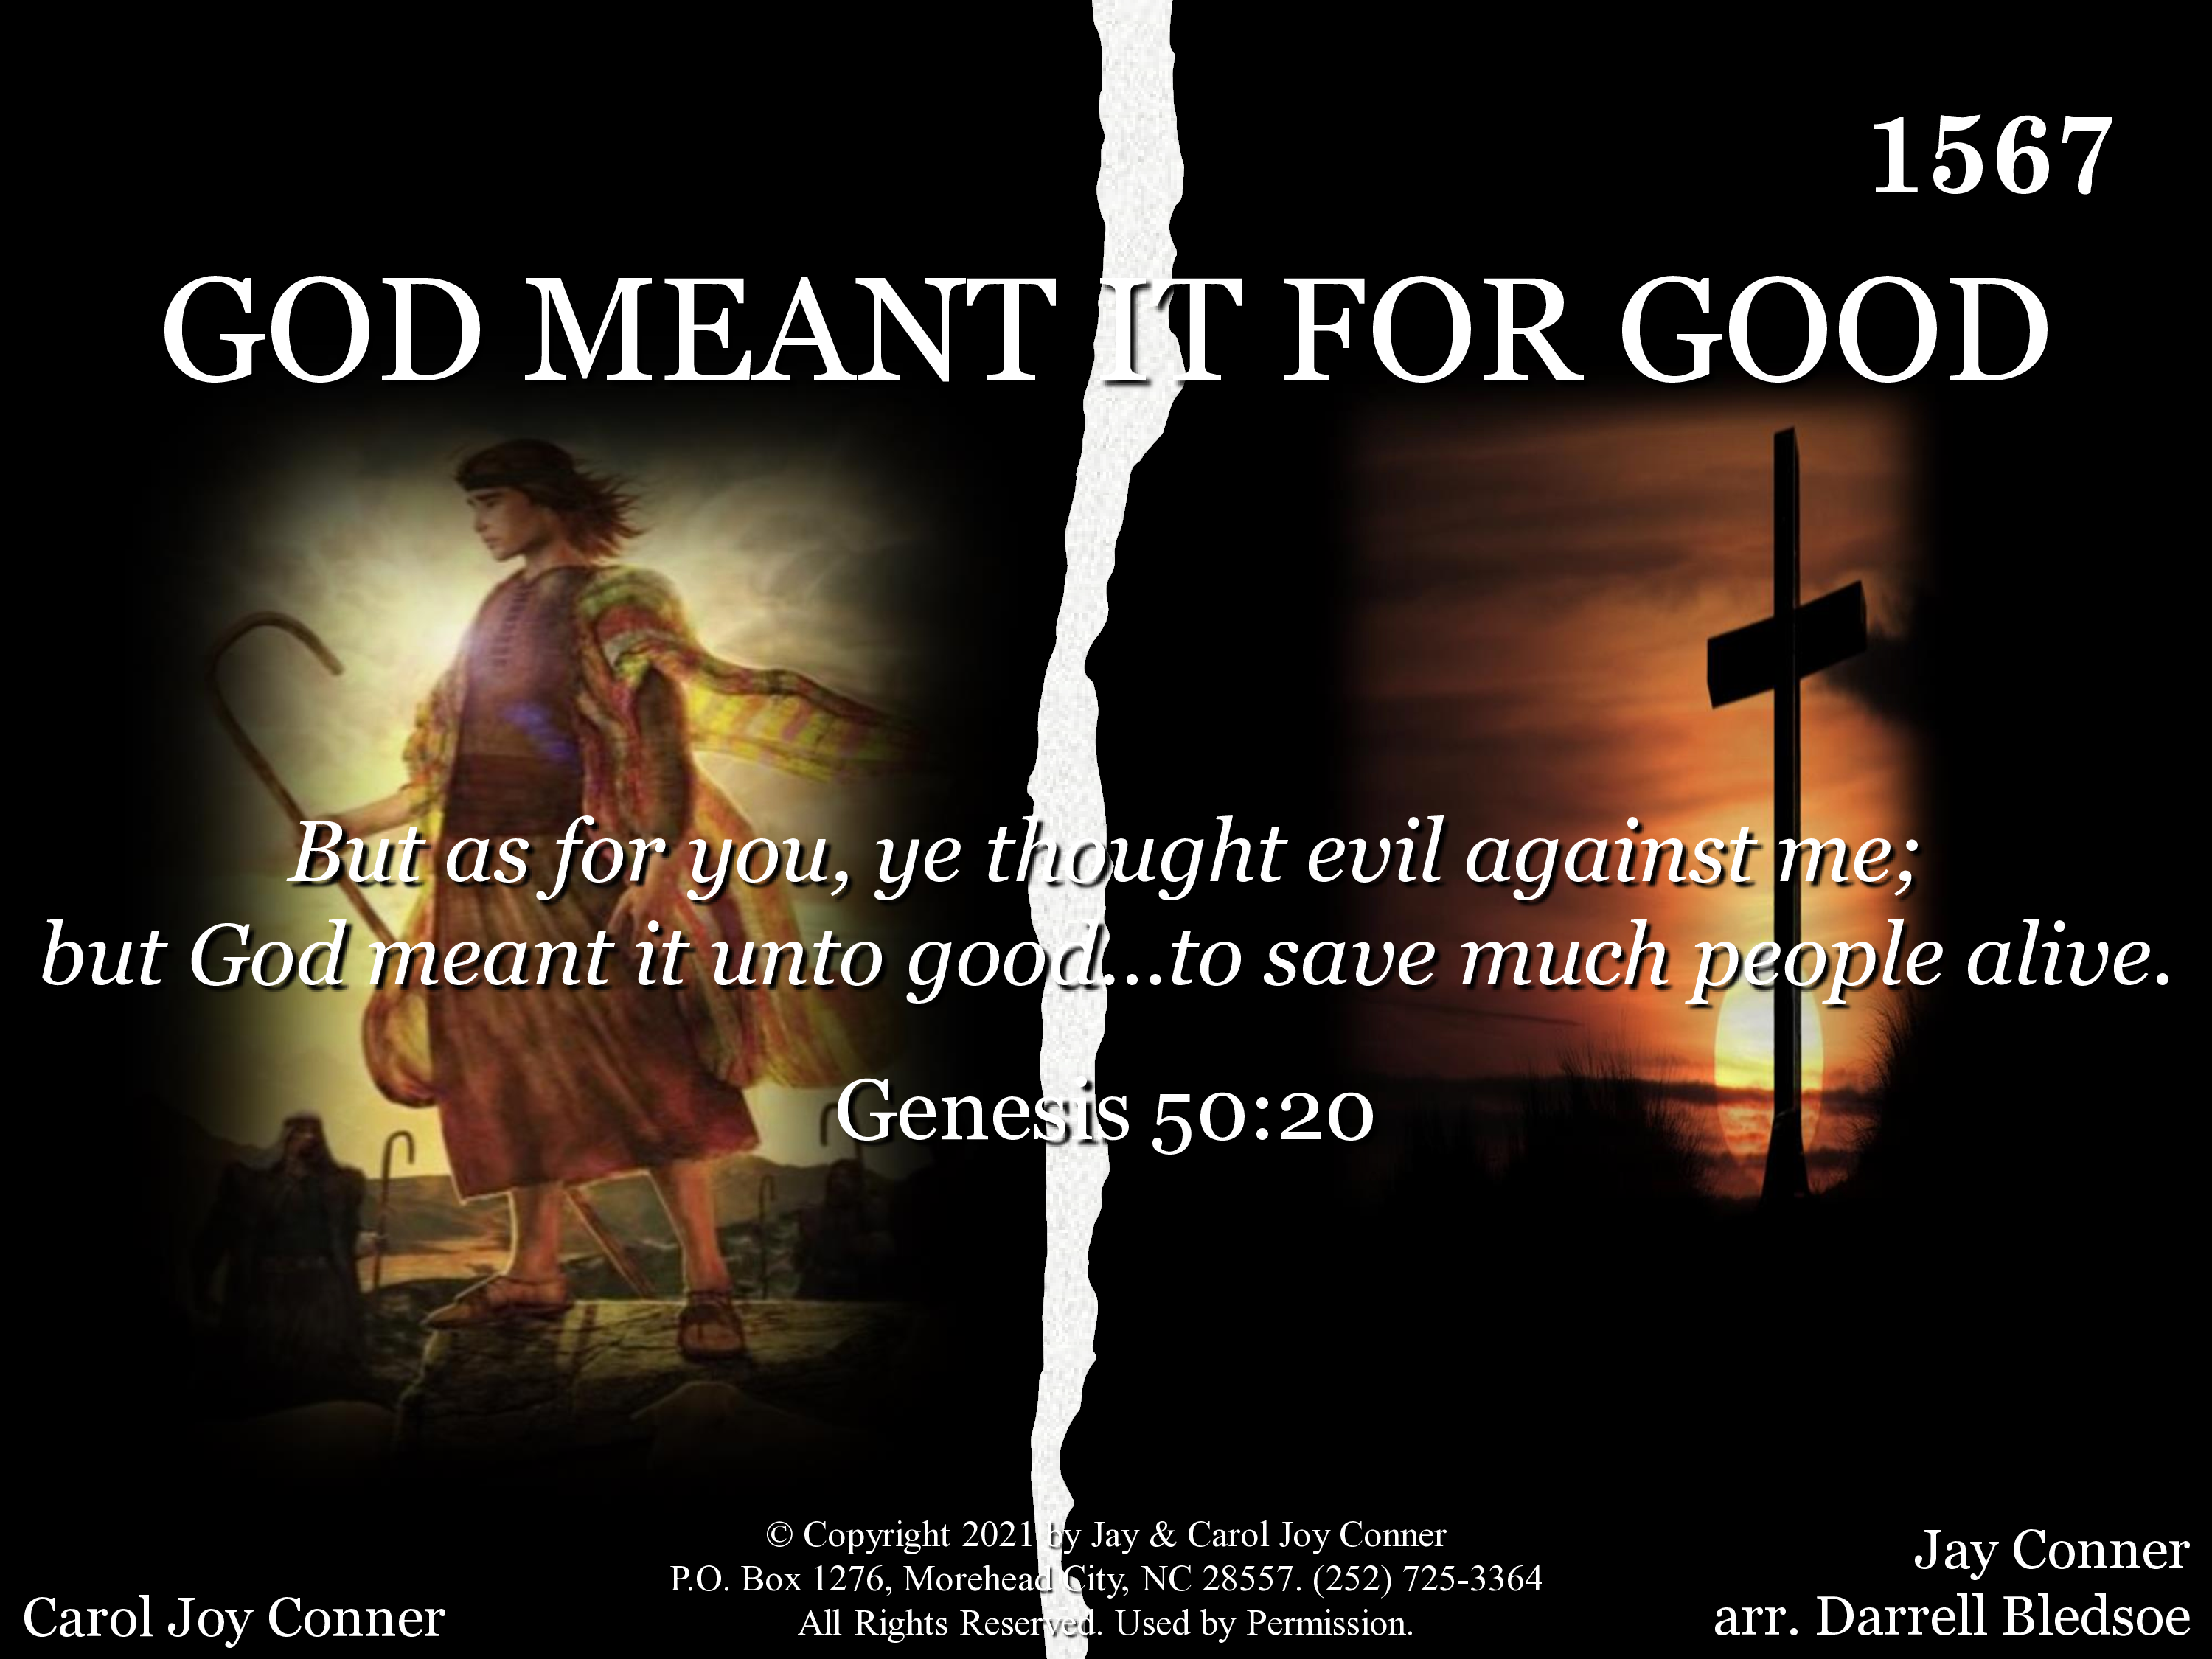 1567
GOD MEANT IT FOR GOOD
But as for you, ye thought evil against me;
but God meant it unto good...to save much people alive.
Genesis 50:20
© Copyright 2021 by Jay & Carol Joy Conner
P.O. Box 1276, Morehead City, NC 28557. (252) 725-3364
All Rights Reserved. Used by Permission.
Carol Joy Conner
Jay Conner
arr. Darrell Bledsoe